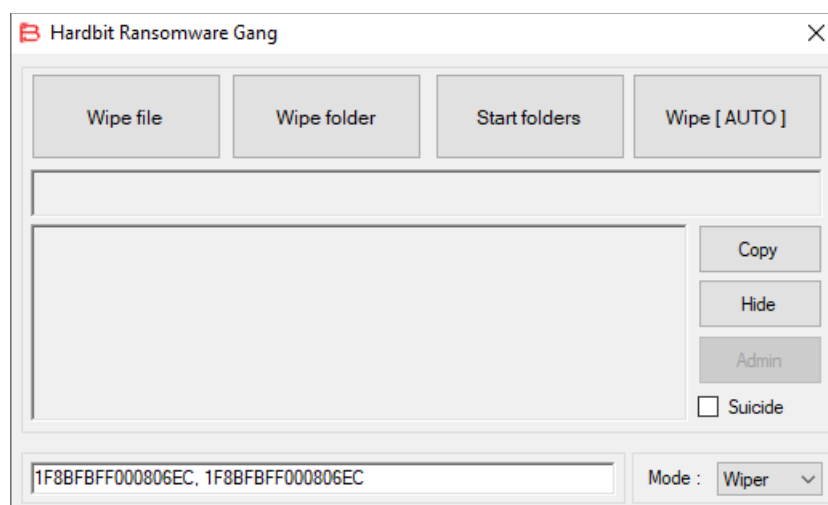 Hardbit Ransomware Gang
Wipe file Wipe folder Start folders Wipe [ AUTO ]
Copy
Hide
Admin
Suicide
1F8BFBFF000806EC, 1F8BFBFF000806EC Mode : Wiper